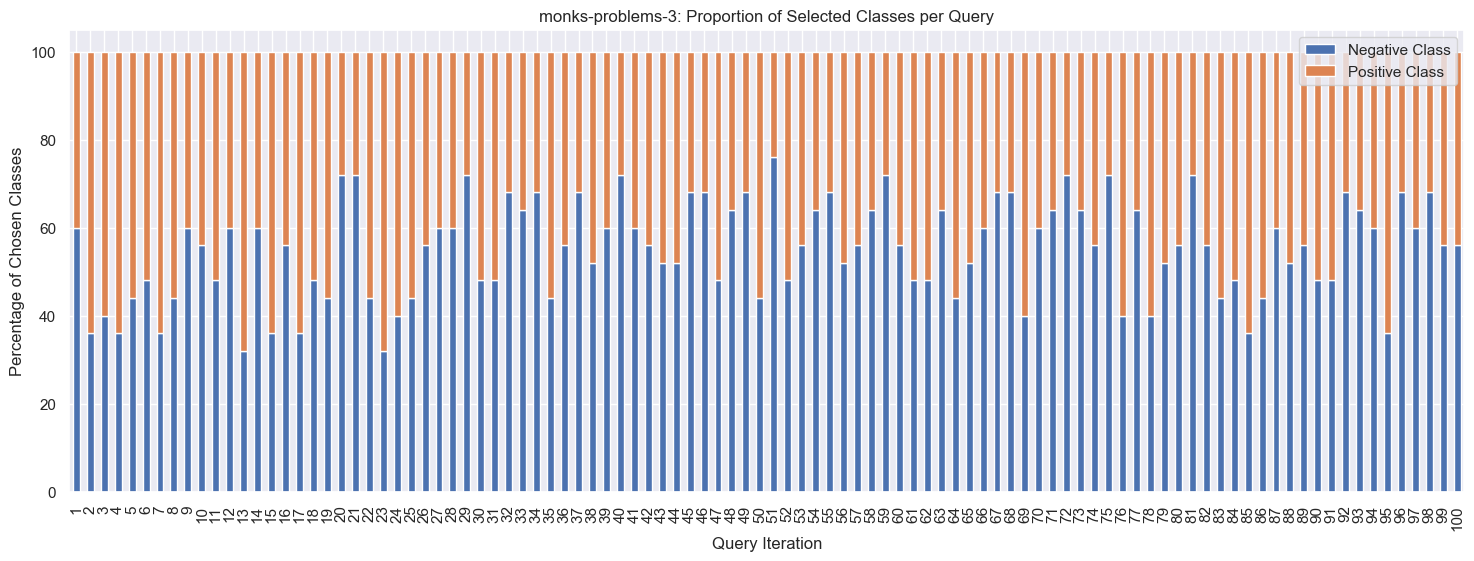 monks-problems-3: Proportion of Selected Classes per Query
Negative Class
Positive Class
Percentage of Chosen Classes
100
80
60
40
20
0
1 2 3 4 5 6 7 8 9 10 11 12 13 14 15 16 17 18 19 20 21 22 23 24 25 26 27 28 29 30 31 32 33 34 35 36 37 38 39 40 41 42 43 44 45 46 47 48 49 50 51 52 53 54 55 56 57 58 59 60 61 62 63 64 65 66 67 68 69 70 71 72 73 74 75 76 77 78 79 80 81 82 83 84 85 86 87 88 89 90 91 92 93 94 95 96 97 98 99 100
Query Iteration